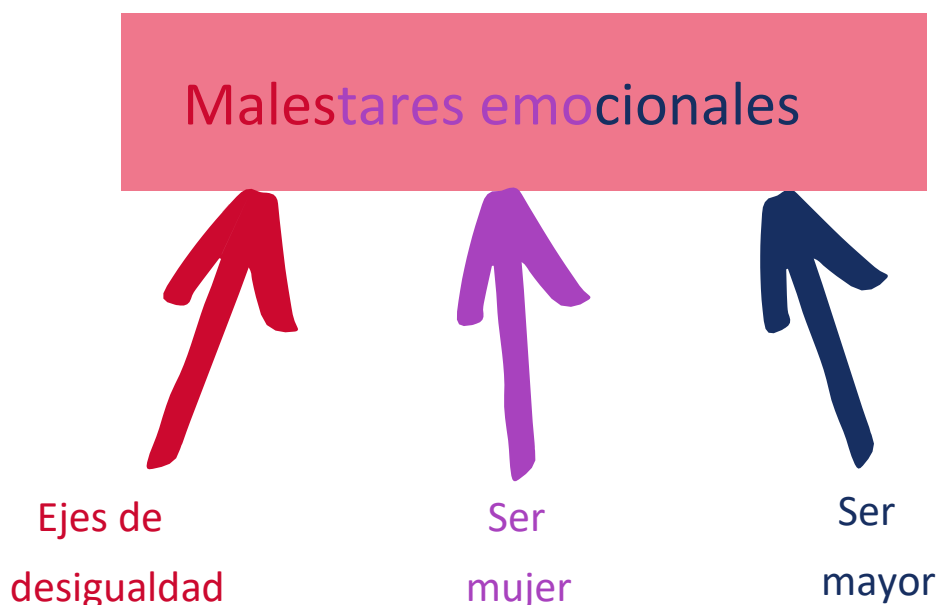 Malestares emocionales
Ejes de
desigualdad
Ser
mujer
Ser
mayor